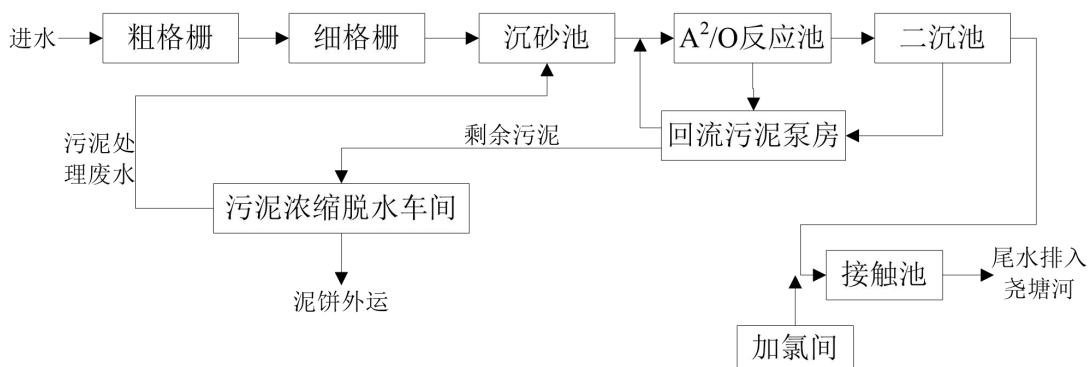 进水
粗格栅
细格栅
沉砂池
A²/O反应池
二沉池
污泥处
理废水
剩余污泥
回流污泥泵房
污泥浓缩脱水车间
泥饼外运
接触池
尾水排入
尧塘河
加氯间